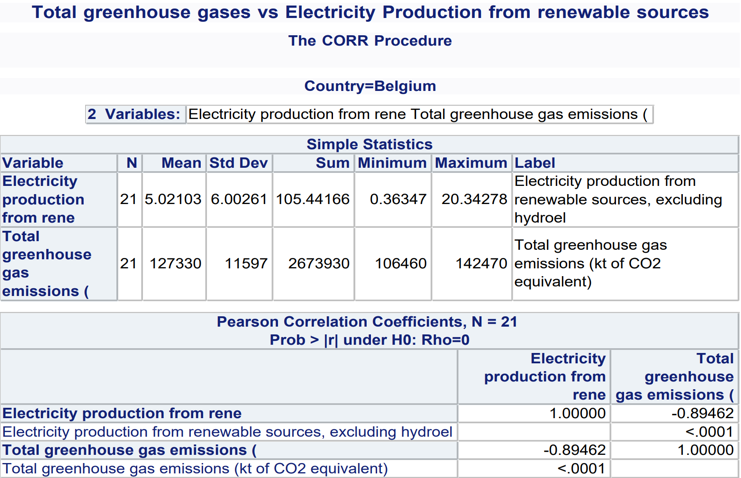 Total greenhouse gases vs Electricity Production from renewable sources
The CORR Procedure
Country=Belgium
2 Variables: Electricity production from rene Total greenhouse gas emissions (
Simple Statistics
Variable N Mean Std Dev Sum Minimum Maximum Label
Electricity
production
from rene
21 5.02103 6.00261 105.44166 0.36347 20.34278
Electricity production from
renewable sources, excluding
hydroel
Total
greenhouse
gas
emissions (
21 127330 11597 2673930 106460 142470
Total greenhouse gas
emissions (kt of CO2
equivalent)
Pearson Correlation Coefficients, N = 21
Prob > |r| under H0: Rho=0
Electricity
production from
rene
Total
greenhouse
gas emissions (
Electricity production from rene 1.00000 -0.89462
Electricity production from renewable sources, excluding hydroel <.0001
Total greenhouse gas emissions ( -0.89462 1.00000
Total greenhouse gas emissions (kt of CO2 equivalent) <.0001